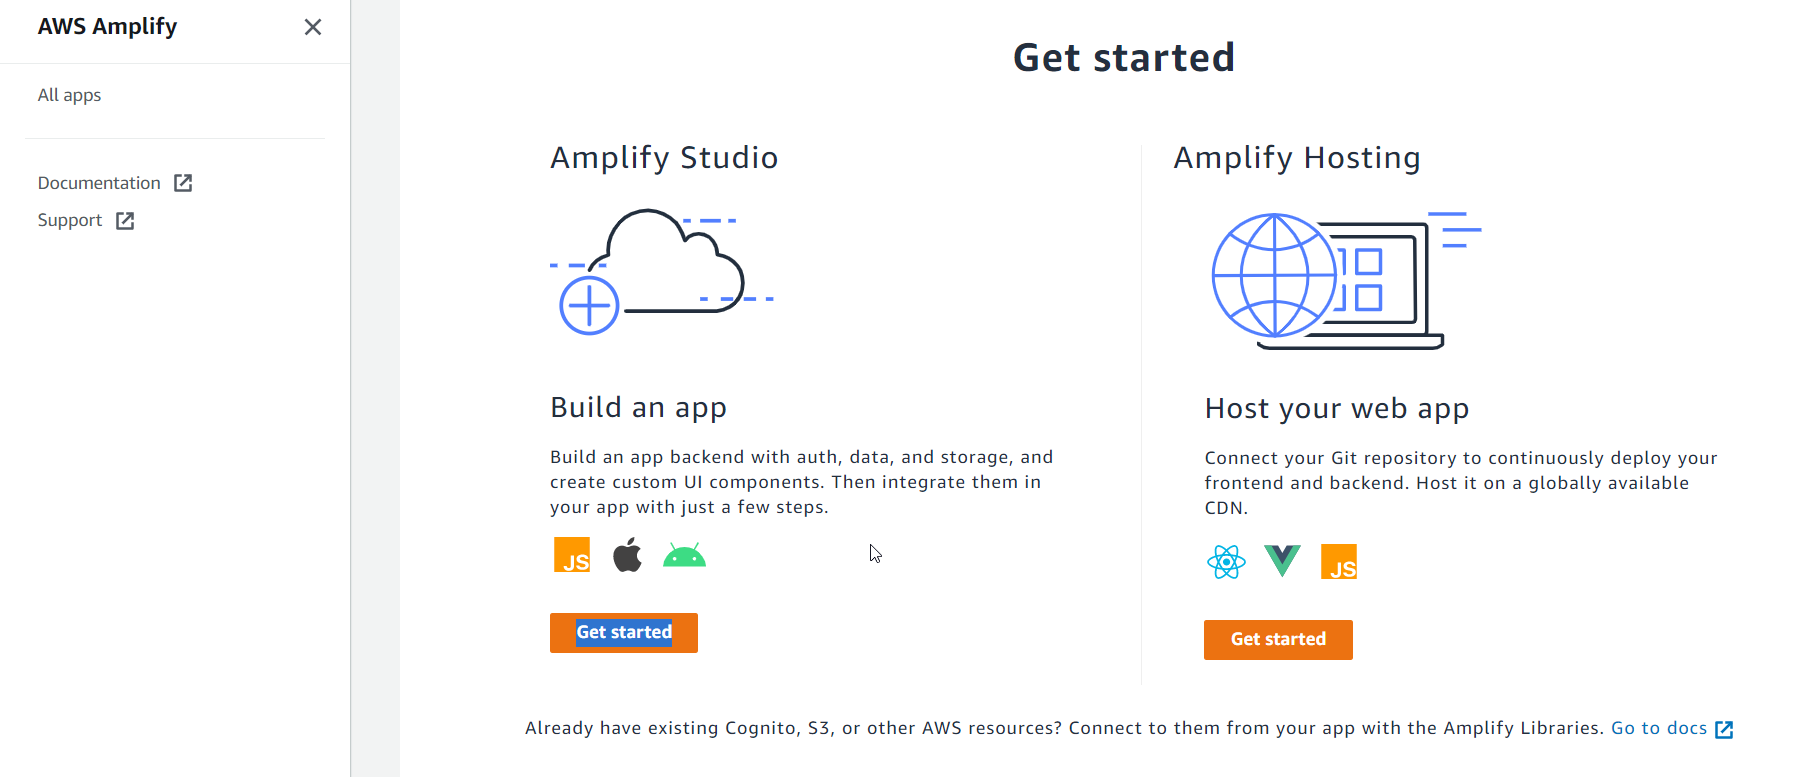 AWS Amplify
All apps
Documentation
Support
Get started
Amplify Studio
Build an app
Build an app backend with auth, data, and storage, and
create custom UI components. Then integrate them in
your app with just a few steps.
JS
Get started
Amplify Hosting
Host your web app
Connect your Git repository to continuously deploy your
frontend and backend. Host it on a globally available
CDN.
JS
Get started
Already have existing Cognito, S3, or other AWS resources? Connect to them from your app with the Amplify Libraries. Go to docs